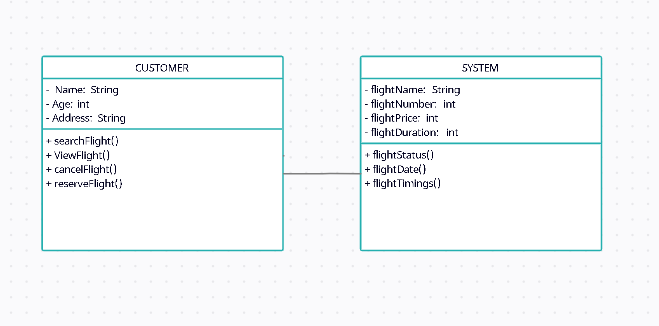 CUSTOMER
- Name: String
- Age: int
- Address: String
+ searchFlight()
+ ViewFlight()
+ cancelFlight()
+ reserveFlight()
SYSTEM
- flightName: String
- flightNumber: int
- flightPrice: int
- flightDuration: int
+ flightStatus()
+ flightDate()
+ flightTimings()